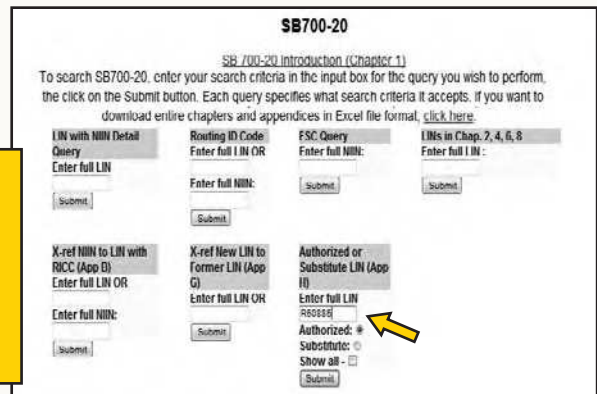 SB700-20
SB 700-20 Introduction (Chapter 1)
To search SB700-20, enter your search criteria in the input box for the query you wish to perform,
the click on the Submit button. Each query specifies what search criteria it accepts. If you want to
download entire chapters and appendices in Excel file format, click here.
LIN with NIIN Detail
Query
Enter full LIN
Submit
Routing ID Code
Enter full LIN OR
Enter full NIIN:
Submit
FSC Query
Enter full NIIN:
Submit
LINs in Chap. 2, 4, 6, 8
Enter full LIN :
Submit
X-ref NIIN to LIN with
RICC (App D)
Enter full LIN OR
Enter full NIIN:
Submit
X-ref New LIN to
Former LIN (App
G)
Enter full LIN OR
Submit
Authorized or
Substitute LIN (App
H)
Enter full LIN
Authorized:
Substitute:
Show all -
Submit